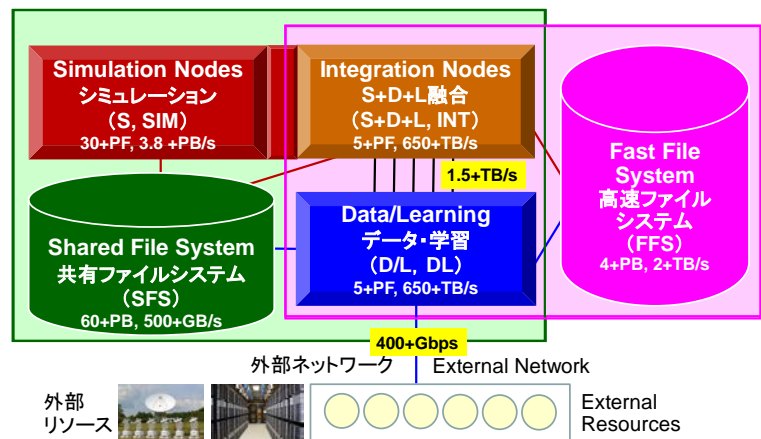 Simulation Nodes
シミュレーション
（S, SIM）
30+PF, 3.8 +PB/s
Integration Nodes
S+D+L融合
（S+D+L, INT）
5+PF, 650+TB/s
1.5+TB/s
Fast File
System
高速ファイル
システム
（FFS）
4+PB, 2+TB/s
Shared File System
共有ファイルシステム
（SFS）
60+PB, 500+GB/s
Data/Learning
データ・学習
（D/L, DL）
5+PF, 650+TB/s
400+Gbps
外部ネットワーク External Network
外部
リソース
External
Resources